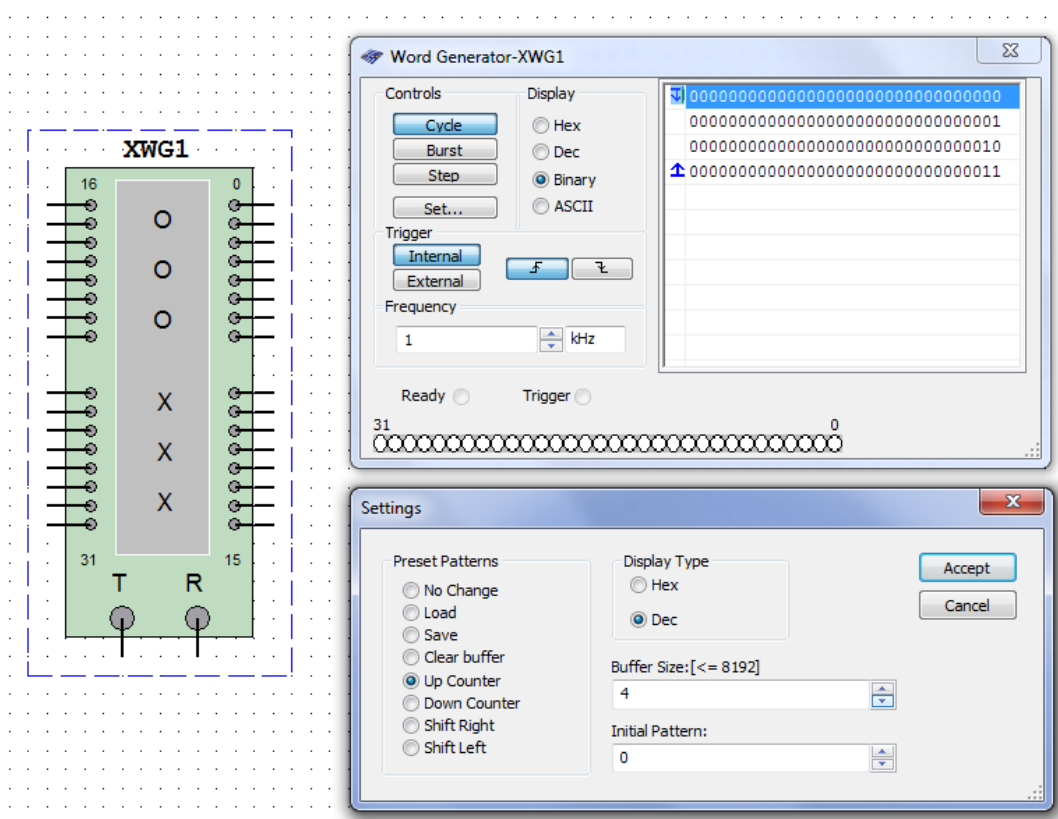 XWG1
16 0
O
O
O
X
X
X
31 15
T R
Word Generator-XWG1
Controls
Cycle
Burst
Step
Set...
Display
Hex
Dec
Binary
ASCII
Trigger
Internal
External
Frequency
1 kHz
Ready Trigger
31 0
00000000000000000000000000000000
00000000000000000000000000000001
00000000000000000000000000000010
00000000000000000000000000000011
Settings
Preset Patterns
No Change
Load
Save
Clear buffer
Up Counter
Down Counter
Shift Right
Shift Left
Display Type
Hex
Dec
Buffer Size:[<= 8192]
4
Initial Pattern:
0
Accept
Cancel